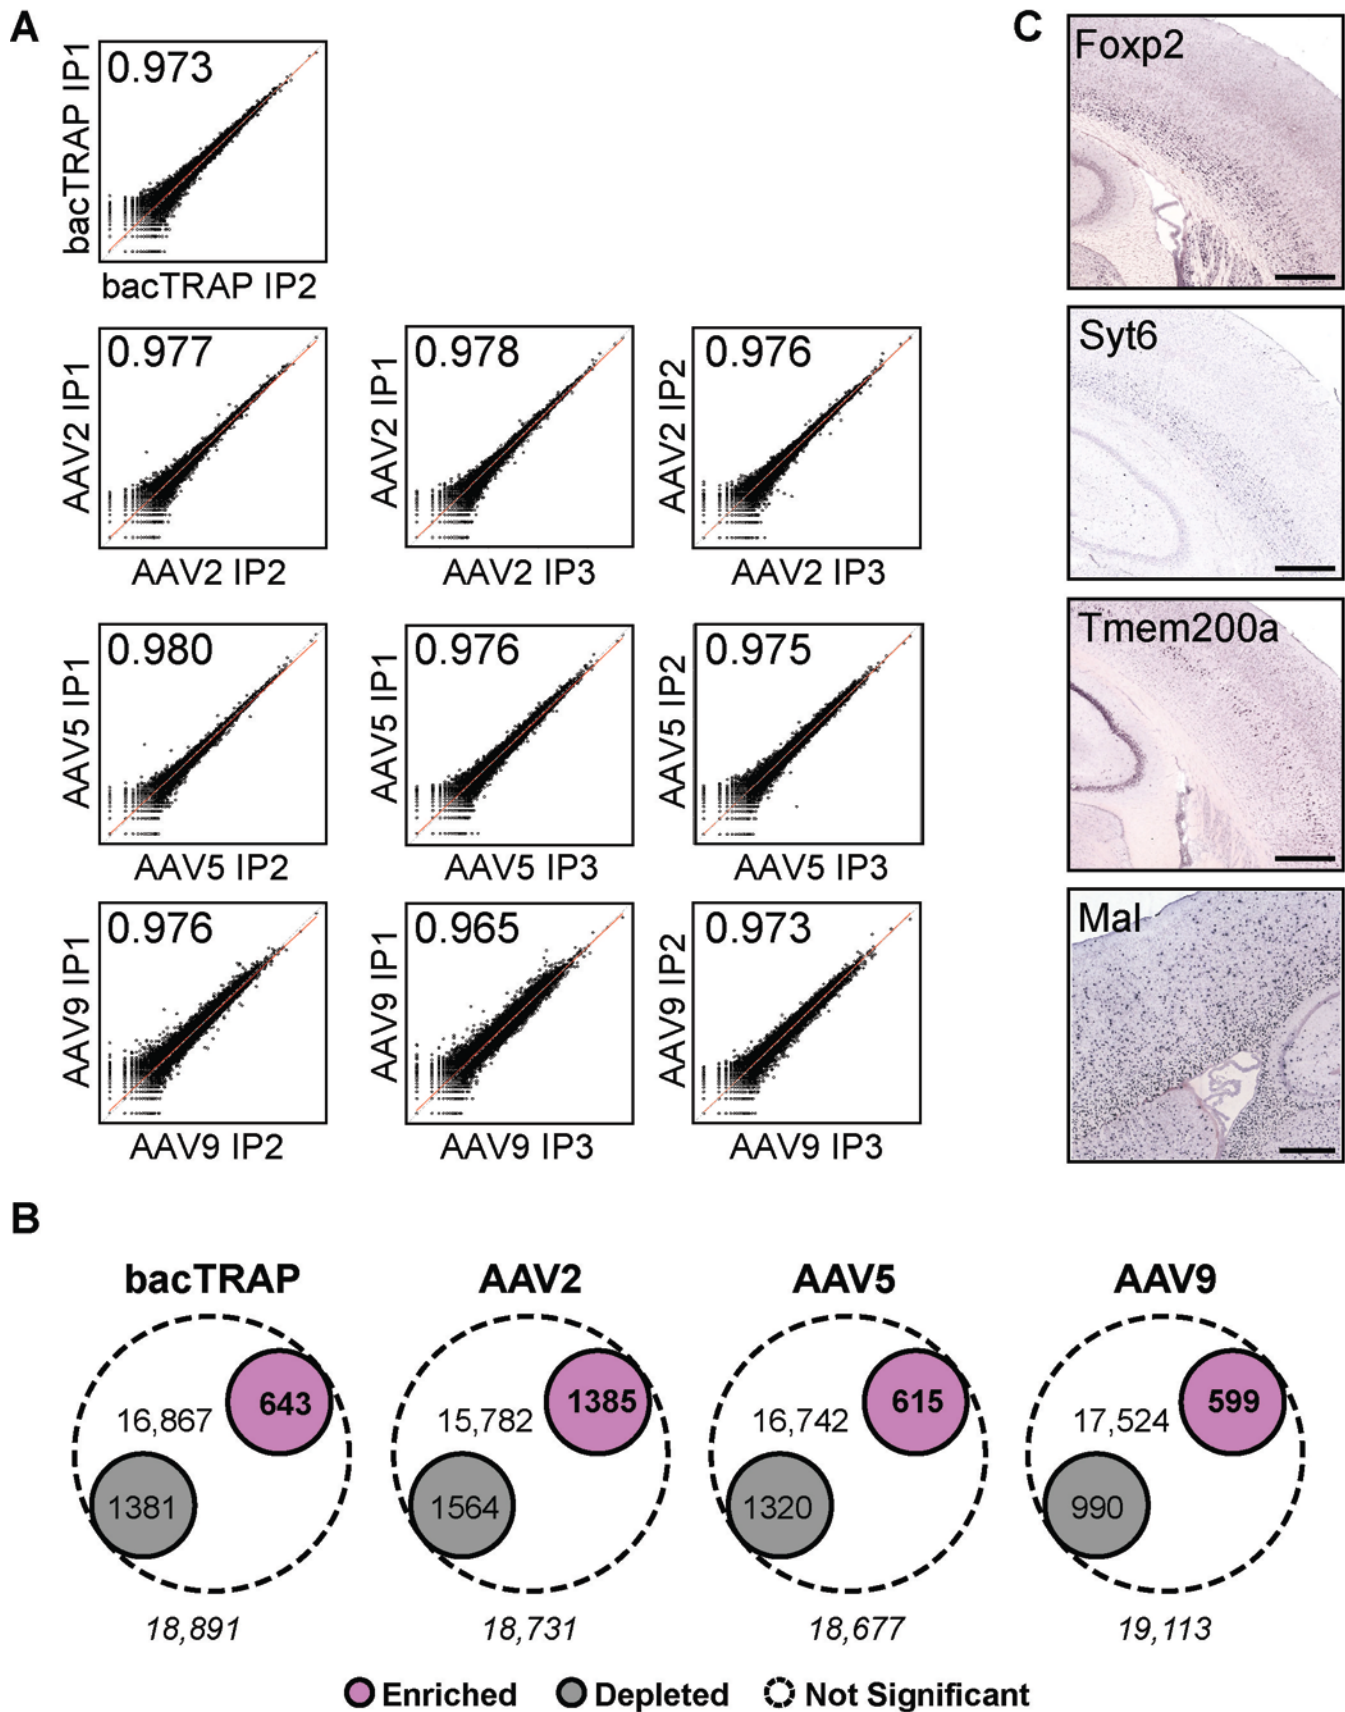 A
0.973
bacTRAP IP1
bacTRAP IP2
0.977
AAV2 IP1
AAV2 IP2
0.978
AAV2 IP1
AAV2 IP3
0.976
AAV2 IP2
AAV2 IP3
0.980
AAV5 IP1
AAV5 IP2
0.976
AAV5 IP1
AAV5 IP3
0.975
AAV5 IP2
AAV5 IP3
0.976
AAV9 IP1
AAV9 IP2
0.965
AAV9 IP1
AAV9 IP3
0.973
AAV9 IP2
AAV9 IP3
C
Foxp2
Syt6
Tmem200a
Mal
B
bacTRAP
643
16,867
1381
18,891
AAV2
1385
15,782
1564
18,731
AAV5
615
16,742
1320
18,677
AAV9
599
17,524
990
19,113
Enriched
Depleted
Not Significant